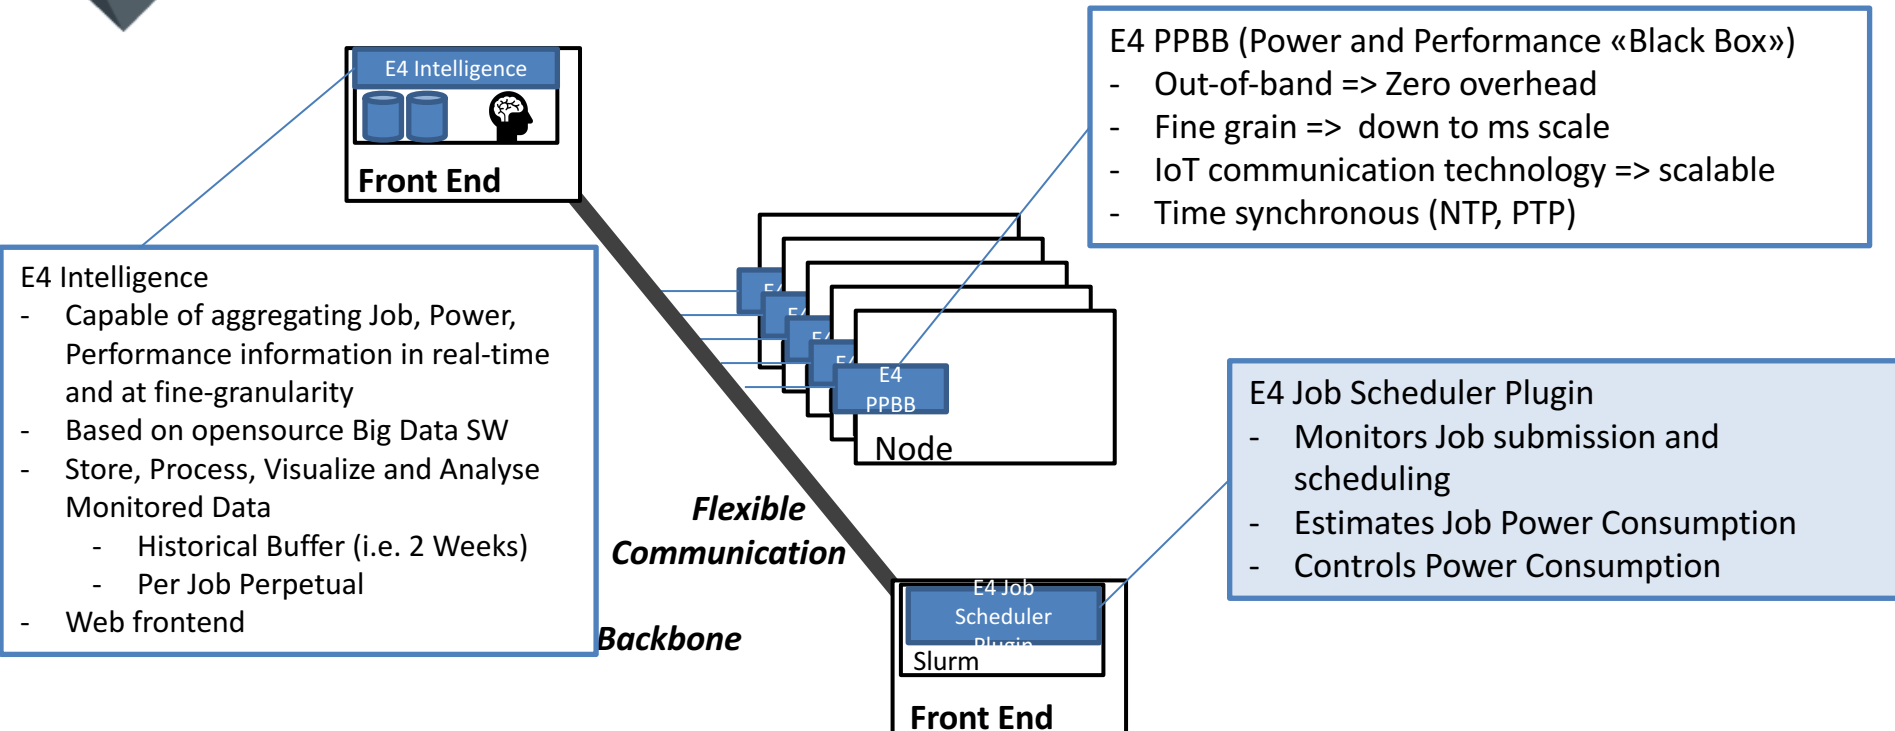 E4 Intelligence
Front End
E4 PPBB (Power and Performance «Black Box»)
- Out-of-band => Zero overhead
- Fine grain => down to ms scale
- IoT communication technology => scalable
- Time synchronous (NTP, PTP)
E4 Intelligence
- Capable of aggregating Job, Power,
Performance information in real-time
and at fine-granularity
- Based on opensource Big Data SW
- Store, Process, Visualize and Analyse
Monitored Data
- Historical Buffer (i.e. 2 Weeks)
- Per Job Perpetual
- Web frontend
E4
E4
E4
E4
E4
PPBB
Node
Flexible
Communication
Backbone
E4 Job Scheduler Plugin
- Monitors Job submission and
scheduling
- Estimates Job Power Consumption
- Controls Power Consumption
E4 Job
Scheduler
Plugin
Slurm
Front End